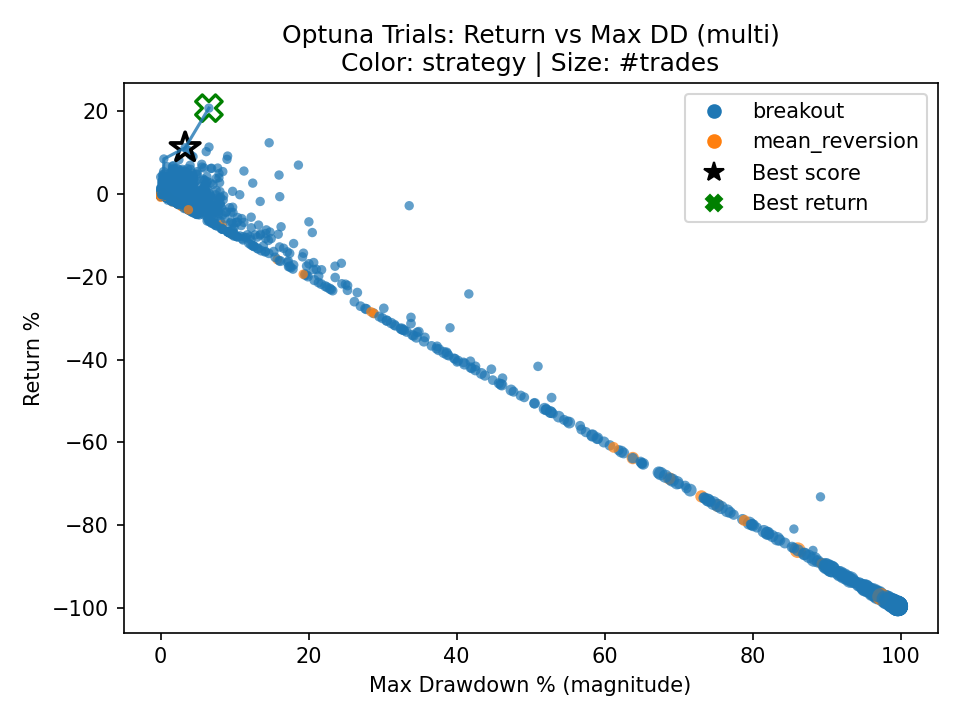 Optuna Trials: Return vs Max DD (multi)
Color: strategy | Size: #trades
breakout
mean_reversion
Best score
Best return
Return %
20
0
−20
−40
−60
−80
−100
0
20
40
60
80
100
Max Drawdown % (magnitude)